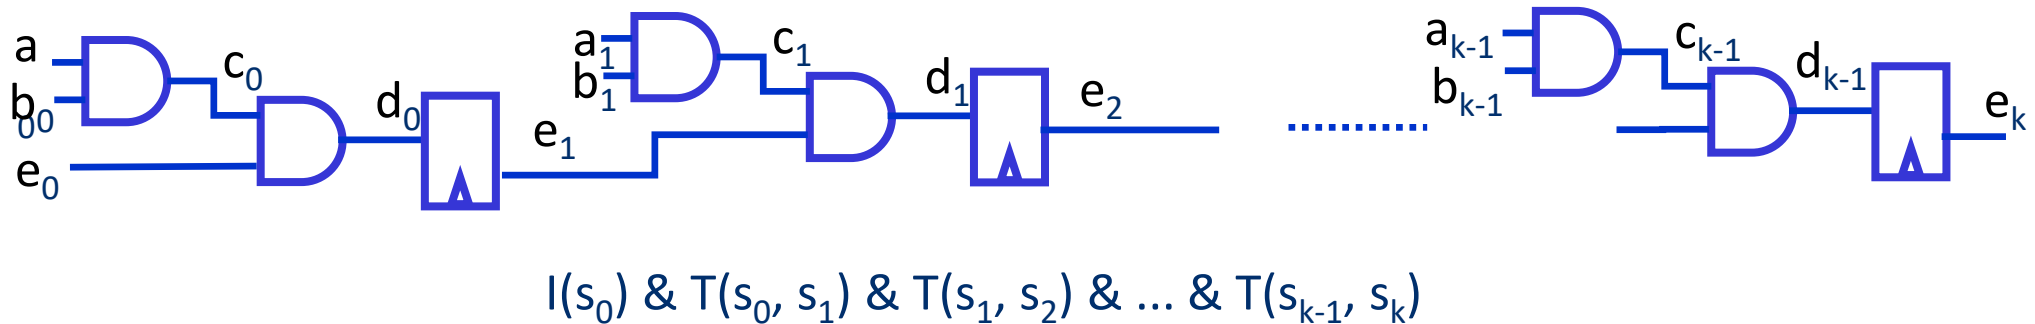 a
b
00
c0
e0
d0
e1
a1
b1
c1
d1
e2
ak-1
bk-1
ck-1
dk-1
ek
I(s0) & T(s0, s1) & T(s1, s2) & ... & T(sk-1, sk)